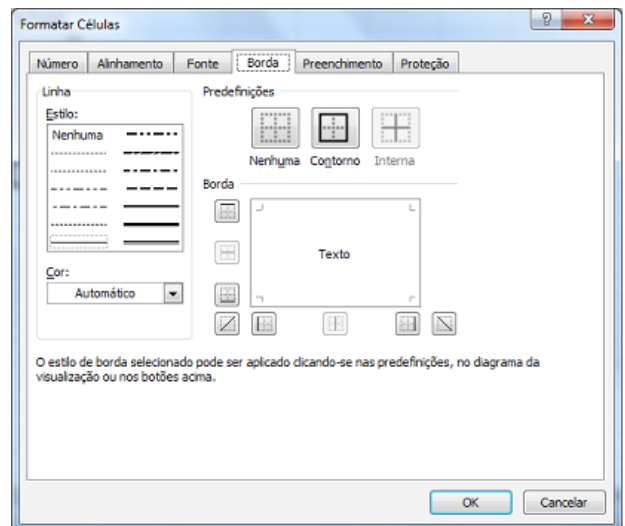 Formatar Células
Número Alinhamento Fonte Borda Preenchimento Proteção
Linha
Estilo:
Nenhuma
Cor:
Automático
Predefinições
Nenhuma Contorno Interna
Borda
Texto
O estilo de borda selecionado pode ser aplicado clicando-se nas predefinições, no diagrama da
visualização ou nos botões acima.
OK Cancelar